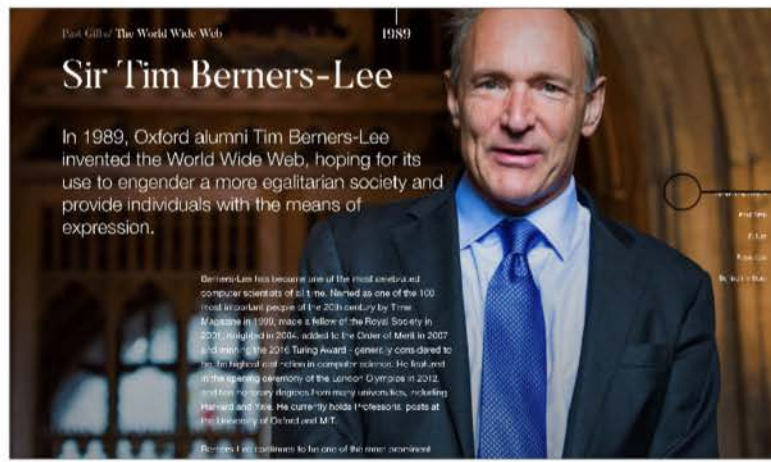 Past Gifts/ The World Wide Web
1989
Sir Tim Berners-Lee
In 1989, Oxford alumni Tim Berners-Lee
invented the World Wide Web, hoping for its
use to engender a more egalitarian society and
provide individuals with the means of
expression.
Berners-Lee has become one of the most celebrated
computer scientists of all time. Named as one of the 100
most important people of the 20th century by Time
Magazine in 1999, made a fellow of the Royal Society in
2001, knighted in 2004, added to the Order of Merit in 2007
and winning the 2016 Turing Award - generally considered to
be the highest distinction in computer science. He featured
in the opening ceremony of the London Olympics in 2012,
and has honorary degrees from many universities, including
Harvard and Yale. He currently holds Professorial posts at
the University of Oxford and MIT.
Berners-Lee continues to be one of the most prominent